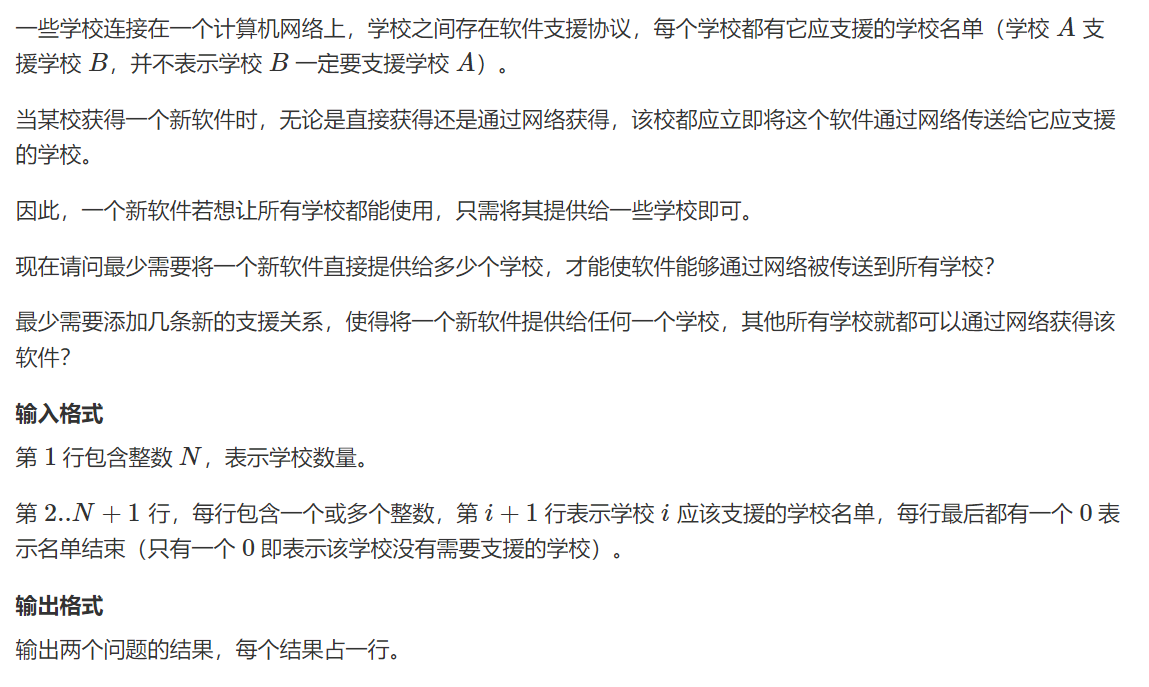 一些学校连接在一个计算机网络上，学校之间存在软件支援协议，每个学校都有它应支援的学校名单（学校 A 支
援学校 B，并不表示学校 B 一定要支援学校 A）。
当某校获得一个新软件时，无论是直接获得还是通过网络获得，该校都应立即将这个软件通过网络传送给它应支援
的学校。
因此，一个新软件若想让所有学校都能使用，只需将其提供给一些学校即可。
现在请问最少需要将一个新软件直接提供给多少个学校，才能使软件能够通过网络被传送到所有学校？
最少需要添加几条新的支援关系，使得将一个新软件提供给任何一个学校，其他所有学校就都可以通过网络获得该
软件？
输入格式
第 1 行包含整数 N，表示学校数量。
第 2..N + 1 行，每行包含一个或多个整数，第 i + 1 行表示学校 i 应该支援的学校名单，每行最后都有一个 0 表
示名单结束（只有一个 0 即表示该学校没有需要支援的学校）。
输出格式
输出两个问题的结果，每个结果占一行。